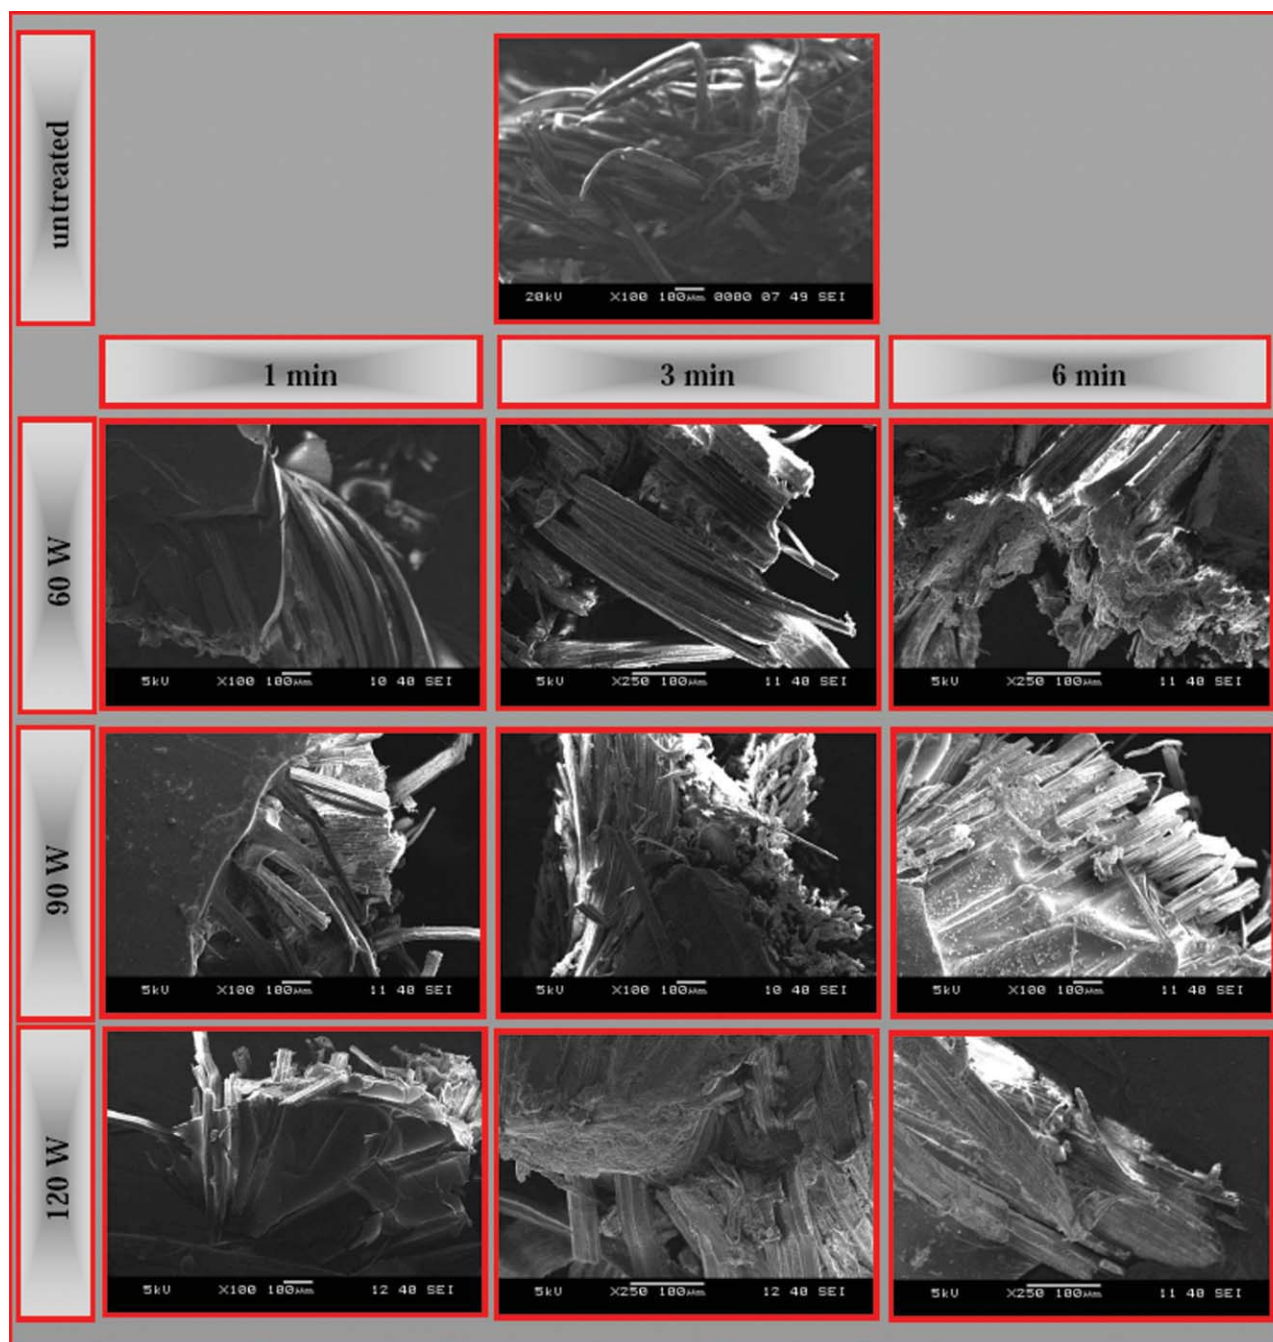 untreated
20kV X100 100µm 0000 07 49 SEI
1 min 3 min 6 min
60 W
5kV X100 100µm 10 40 SEI
5kV X250 100µm 11 40 SEI
5kV X250 100µm 11 40 SEI
90 W
5kV X100 100µm 11 40 SEI
5kV X100 100µm 10 40 SEI
5kV X100 100µm 11 40 SEI
120 W
5kV X100 100µm 12 40 SEI
5kV X250 100µm 12 40 SEI
5kV X250 100µm 11 40 SEI